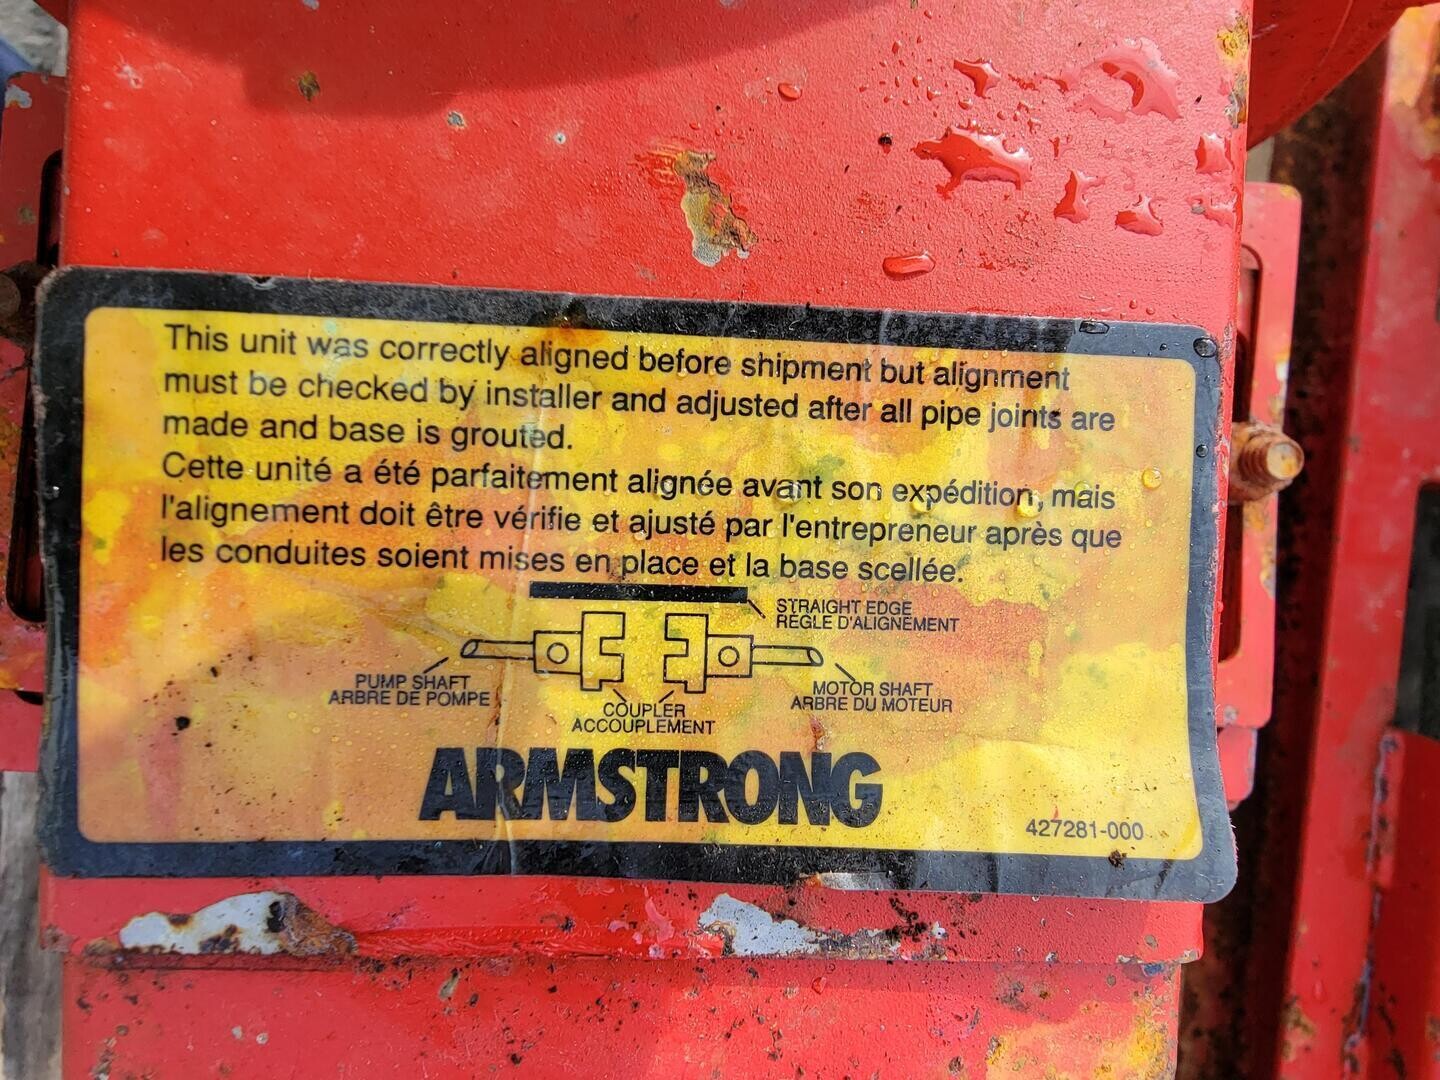 This unit was correctly aligned before shipment but alignment
must be checked by installer and adjusted after all pipe joints are
made and base is grouted.
Cette unité a été parfaitement alignée avant son expédition, mais
l'alignement doit être vérifie et ajusté par l'entrepreneur après que
les conduites soient mises en place et la base scellée.
STRAIGHT EDGE
REGLE D'ALIGNEMENT
PUMP SHAFT
ARBRE DE POMPE
COUPLER
ACCOUPLEMENT
MOTOR SHAFT
ARBRE DU MOTEUR
ARMSTRONG
427281-000